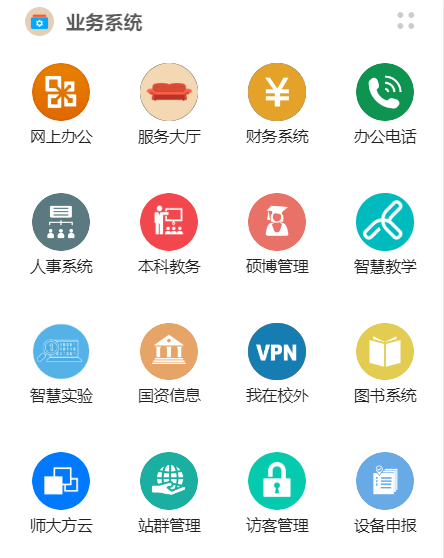 业务系统
网上办公 服务大厅 财务系统 办公电话
人事系统 本科教务 硕博管理 智慧教学
智慧实验 国资信息 VPN 我在校外 图书系统
师大方云 站群管理 访客管理 设备申报